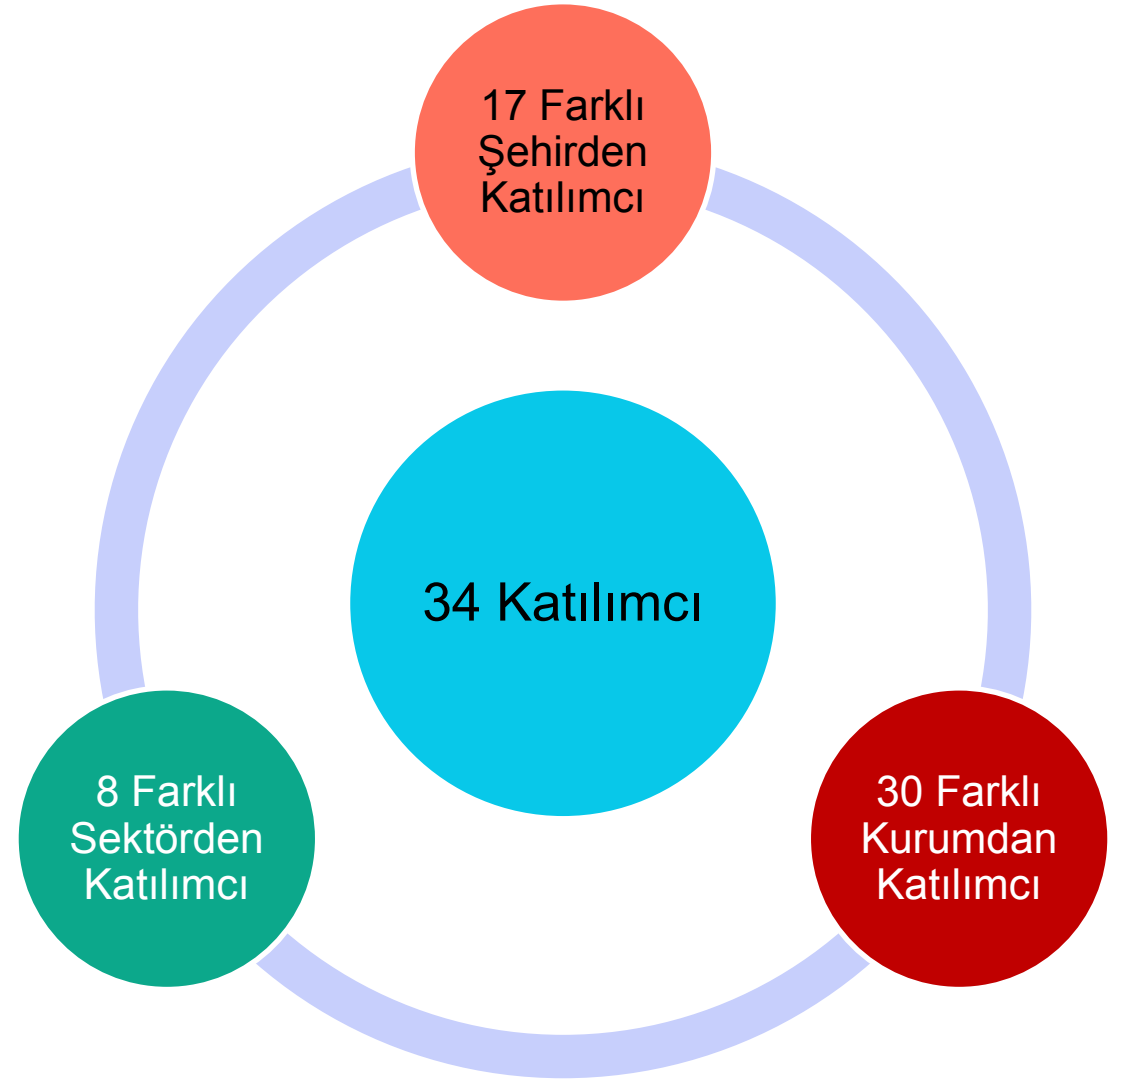 17 Farklı
Şehirden
Katılımcı
34 Katılımcı
8 Farklı
Sektörden
Katılımcı
30 Farklı
Kurumdan
Katılımcı